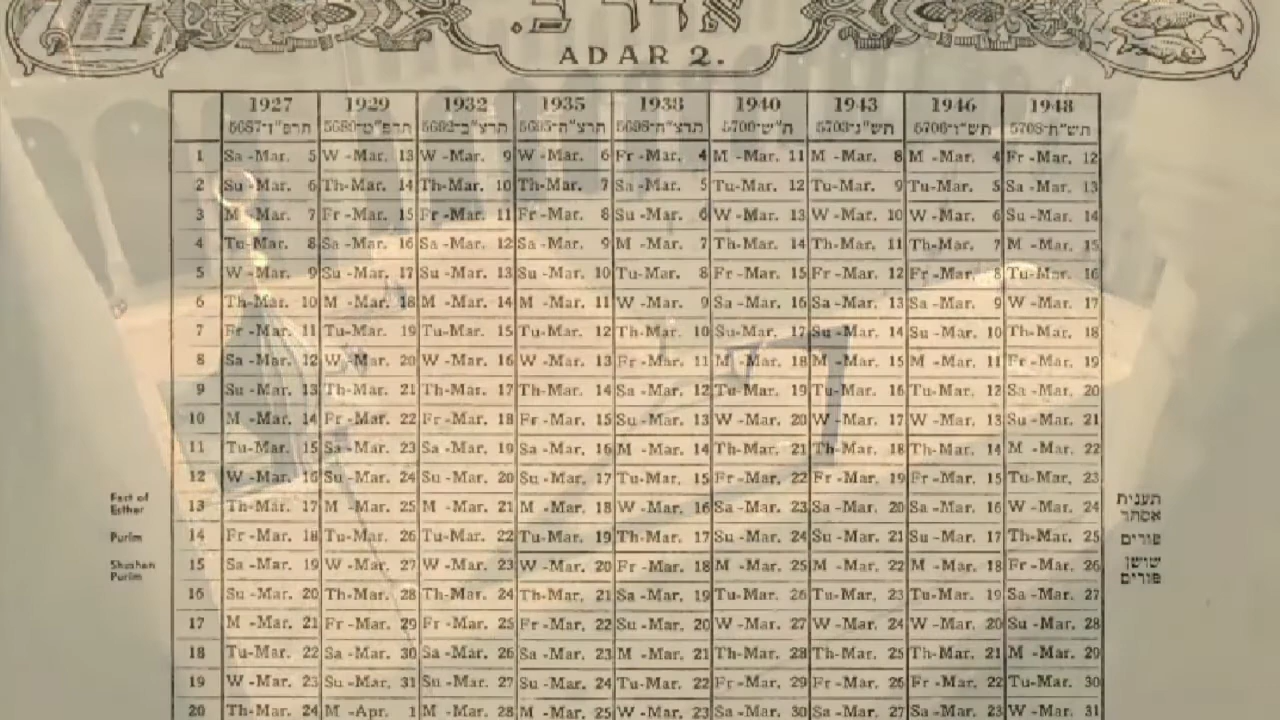 אדר ב.
ADAR 2.
1927 1929 1932 1935 1938 1940 1943 1946 1948
5687-תרפ"ז 5689-תרפ"ט 5692-תרצ"ב 5695-תרצ"ה 5698-תרצ"ח 5700-ת"ש 5703-תש"ג 5706-תש"ו 5708-תש"ח
1 Sa -Mar. 5 W -Mar. 13 W -Mar. 9 W -Mar. 6 Fr -Mar. 4 M -Mar. 11 M -Mar. 8 M -Mar. 4 Fr -Mar. 12
2 Su -Mar. 6 Th-Mar. 14 Th-Mar. 10 Th-Mar. 7 Sa -Mar. 5 Tu-Mar. 12 Tu-Mar. 9 Tu-Mar. 5 Sa -Mar. 13
3 M -Mar. 7 Fr -Mar. 15 Fr -Mar. 11 Fr -Mar. 8 Su -Mar. 6 W -Mar. 13 W -Mar. 10 W -Mar. 6 Su -Mar. 14
4 Tu-Mar. 8 Sa -Mar. 16 Sa -Mar. 12 Sa -Mar. 9 M -Mar. 7 Th-Mar. 14 Th-Mar. 11 Th-Mar. 7 M -Mar. 15
5 W -Mar. 9 Su -Mar. 17 Su -Mar. 13 Su -Mar. 10 Tu-Mar. 8 Fr -Mar. 15 Fr -Mar. 12 Fr -Mar. 8 Tu-Mar. 16
6 Th-Mar. 10 M -Mar. 18 M -Mar. 14 M -Mar. 11 W -Mar. 9 Sa -Mar. 16 Sa -Mar. 13 Sa -Mar. 9 W -Mar. 17
7 Fr -Mar. 11 Tu-Mar. 19 Tu-Mar. 15 Tu-Mar. 12 Th-Mar. 10 Su-Mar. 17 Su -Mar. 14 Su -Mar. 10 Th-Mar. 18
8 Sa -Mar. 12 W -Mar. 20 W -Mar. 16 W -Mar. 13 Fr -Mar. 11 M -Mar. 18 M -Mar. 15 M -Mar. 11 Fr -Mar. 19
9 Su -Mar. 13 Th-Mar. 21 Th-Mar. 17 Th-Mar. 14 Sa -Mar. 12 Tu-Mar. 19 Tu-Mar. 16 Tu-Mar. 12 Sa -Mar. 20
10 M -Mar. 14 Fr -Mar. 22 Fr -Mar. 18 Fr -Mar. 15 Su -Mar. 13 W -Mar. 20 W -Mar. 17 W -Mar. 13 Su -Mar. 21
11 Tu-Mar. 15 Sa -Mar. 23 Sa -Mar. 19 Sa -Mar. 16 M -Mar. 14 Th-Mar. 21 Th-Mar. 18 Th-Mar. 14 M -Mar. 22
12 W -Mar. 16 Su -Mar. 24 Su -Mar. 20 Su -Mar. 17 Tu-Mar. 15 Fr -Mar. 22 Fr -Mar. 19 Fr -Mar. 15 Tu-Mar. 23
Fast of Esther 13 Th-Mar. 17 M -Mar. 25 M -Mar. 21 M -Mar. 18 W -Mar. 16 Sa -Mar. 23 Sa -Mar. 20 Sa -Mar. 16 W -Mar. 24 תענית אסתר
Purim 14 Fr -Mar. 18 Tu-Mar. 26 Tu-Mar. 22 Tu-Mar. 19 Th-Mar. 17 Su -Mar. 24 Su -Mar. 21 Su -Mar. 17 Th-Mar. 25 פורים
Shushan Purim 15 Sa -Mar. 19 W -Mar. 27 W -Mar. 23 W -Mar. 20 Fr -Mar. 18 M -Mar. 25 M -Mar. 22 M -Mar. 18 Fr -Mar. 26 שושן פורים
16 Su -Mar. 20 Th-Mar. 28 Th-Mar. 24 Th-Mar. 21 Sa -Mar. 19 Tu-Mar. 26 Tu-Mar. 23 Tu-Mar. 19 Sa -Mar. 27
17 M -Mar. 21 Fr -Mar. 29 Fr -Mar. 25 Fr -Mar. 22 Su -Mar. 20 W -Mar. 27 W -Mar. 24 W -Mar. 20 Su -Mar. 28
18 Tu-Mar. 22 Sa -Mar. 30 Sa -Mar. 26 Sa -Mar. 23 M -Mar. 21 Th-Mar. 28 Th-Mar. 25 Th-Mar. 21 M -Mar. 29
19 W -Mar. 23 Su -Mar. 31 Su -Mar. 27 Su -Mar. 24 Tu-Mar. 22 Fr -Mar. 29 Fr -Mar. 26 Fr -Mar. 22 Tu-Mar. 30
20 Th-Mar. 24 M -Apr. 1 M -Mar. 28 M -Mar. 25 W -Mar. 23 Sa -Mar. 30 Sa -Mar. 27 Sa -Mar. 23 W -Mar. 31